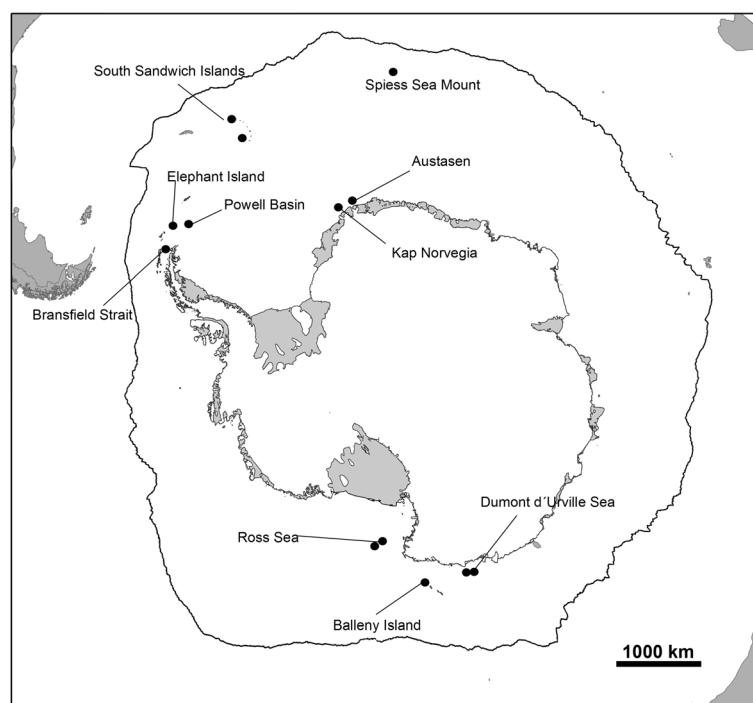 South Sandwich Islands
Spiess Sea Mount
Austasen
Elephant Island
Powell Basin
Kap Norvegia
Bransfield Strait
Dumont d´Urville Sea
Ross Sea
Balleny Island
1000 km